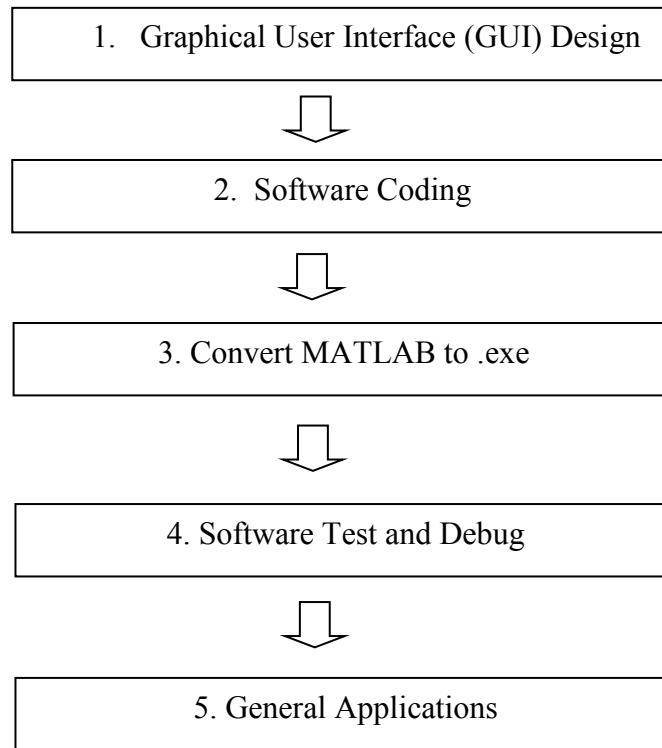 1. Graphical User Interface (GUI) Design
2. Software Coding
3. Convert MATLAB to .exe
4. Software Test and Debug
5. General Applications